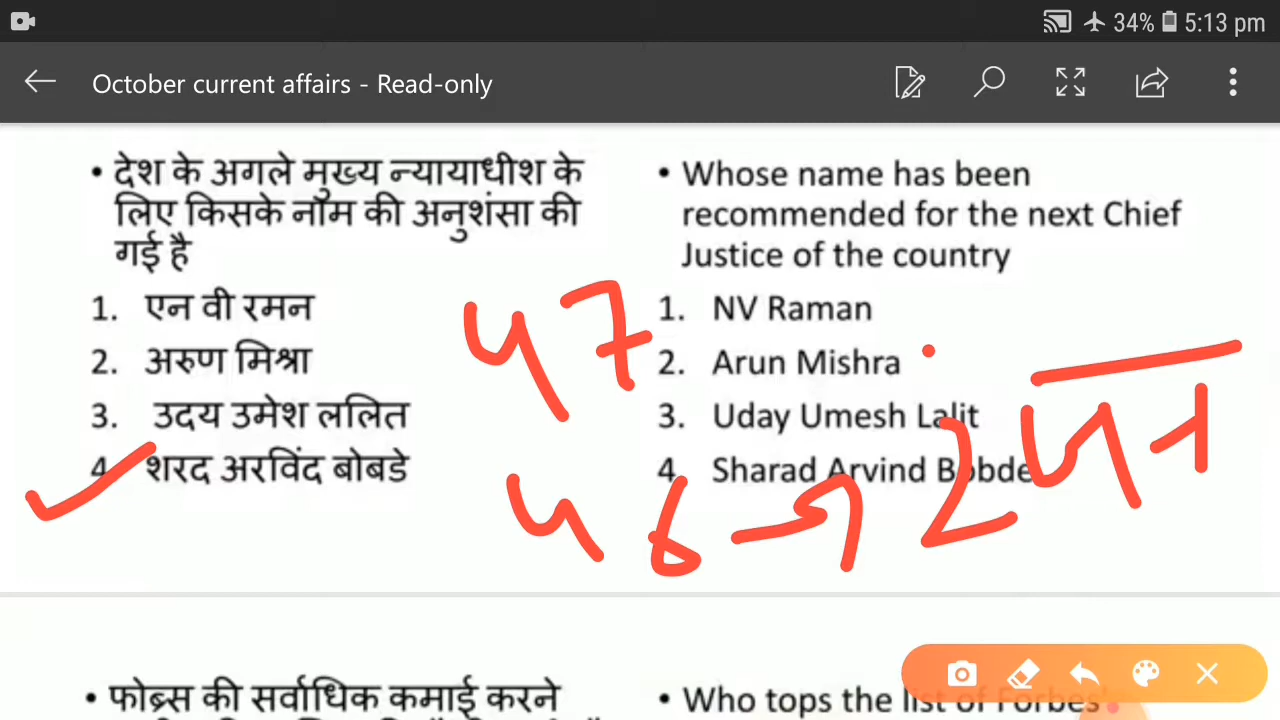 34% 5:13 pm
October current affairs - Read-only
• देश के अगले मुख्य न्यायाधीश के
लिए किसके नाम की अनुशंसा की
गई है
1. एन वी रमन
2. अरुण मिश्रा
3. उदय उमेश ललित
4. शरद अरविंद बोबडे
• Whose name has been
recommended for the next Chief
Justice of the country
1. NV Raman
2. Arun Mishra
3. Uday Umesh Lalit
4. Sharad Arvind Bobde
47
46
• फोब्र्स की सर्वाधिक कमाई करने
• Who tops the list of Forbes'